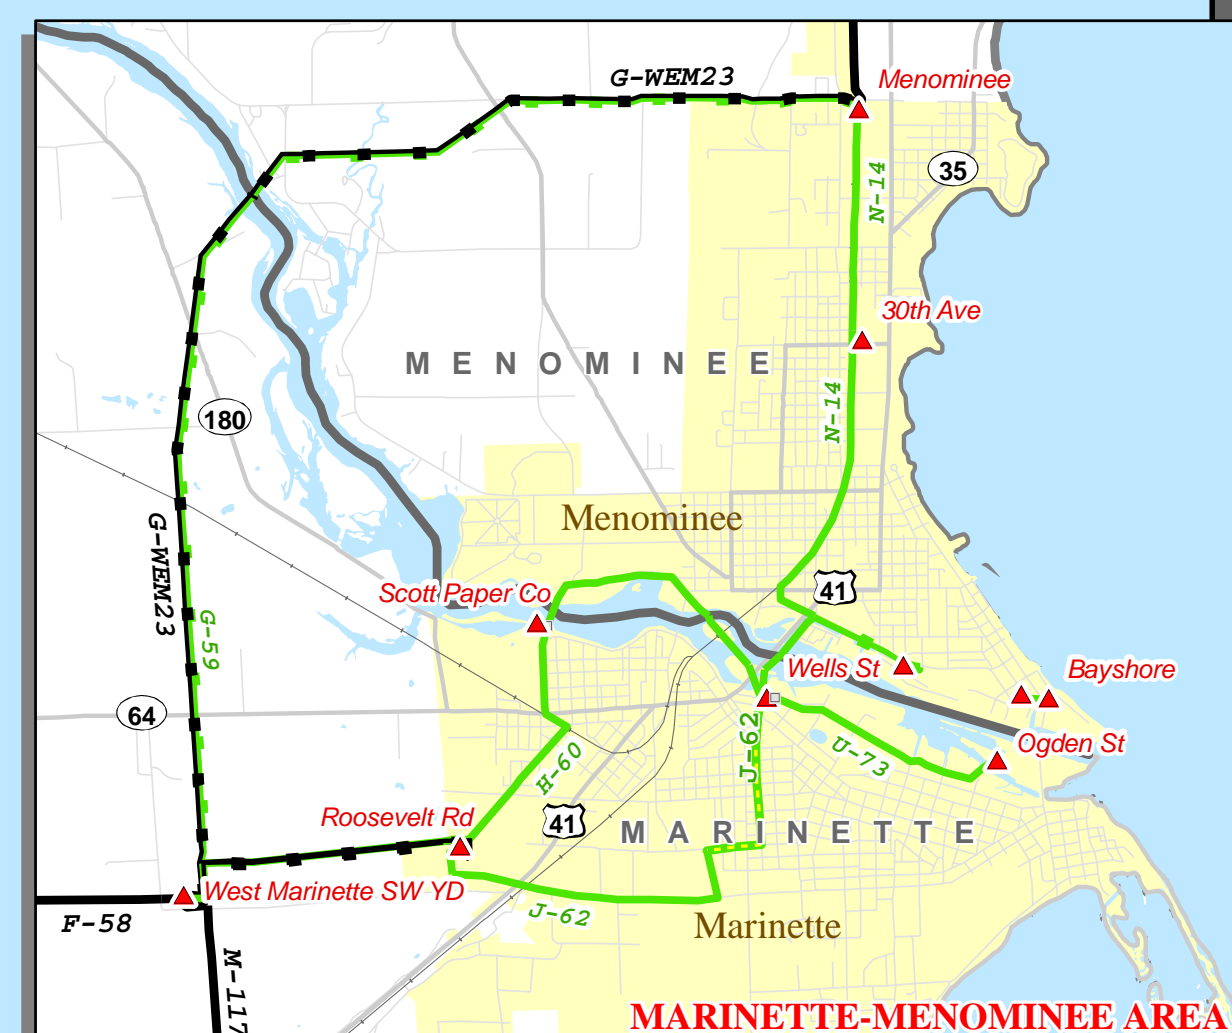 G-WEM23
Menominee
35
N-14
30th Ave
MENOMINEE
N-14
180
Menominee
G-WEM23
G-59
Scott Paper Co
41
Wells St
Bayshore
64
J-62
U-73
Ogden St
H-60
Roosevelt Rd
41
MARINETTE
West Marinette SW YD
F-58
J-62
Marinette
M-117
MARINETTE-MENOMINEE AREA